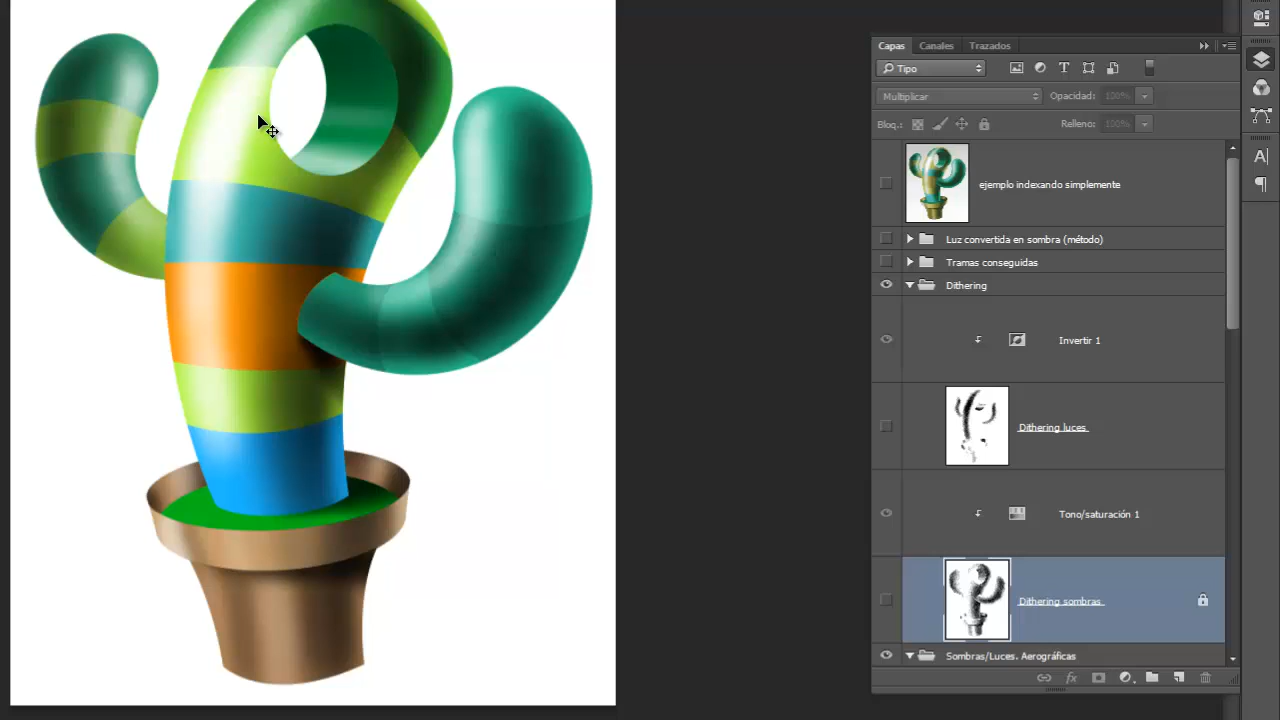 Capas Canales Trazados
Tipo T
Multiplicar Opacidad: 100%
Bloq.: Relleno: 100%
ejemplo indexando simplemente
Luz convertida en sombra (método)
Tramas conseguidas
Dithering
Invertir 1
Dithering luces
Tono/saturación 1
Dithering sombras
Sombras/Luces. Aerográficas
fx
A